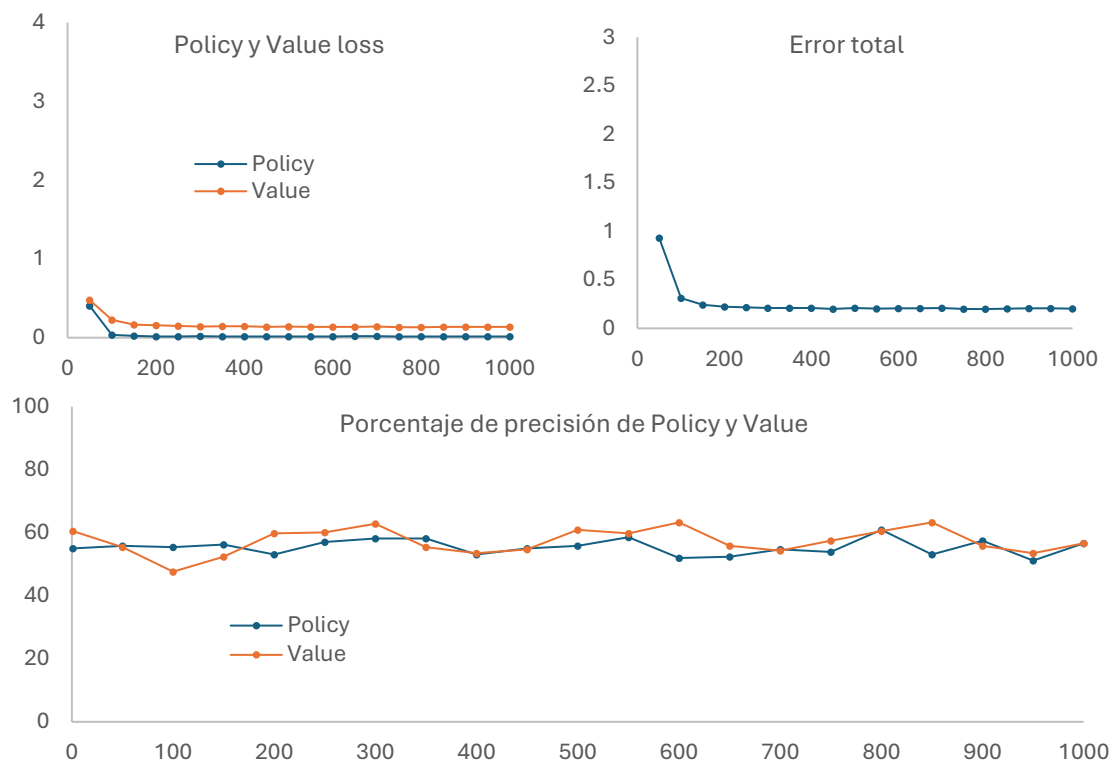 Policy y Value loss
4
3
2
1
0
Policy
Value
0 200 400 600 800 1000
Error total
3
2.5
2
1.5
1
0.5
0
0 200 400 600 800 1000
Porcentaje de precisión de Policy y Value
100
80
60
40
20
0
Policy
Value
0 100 200 300 400 500 600 700 800 900 1000